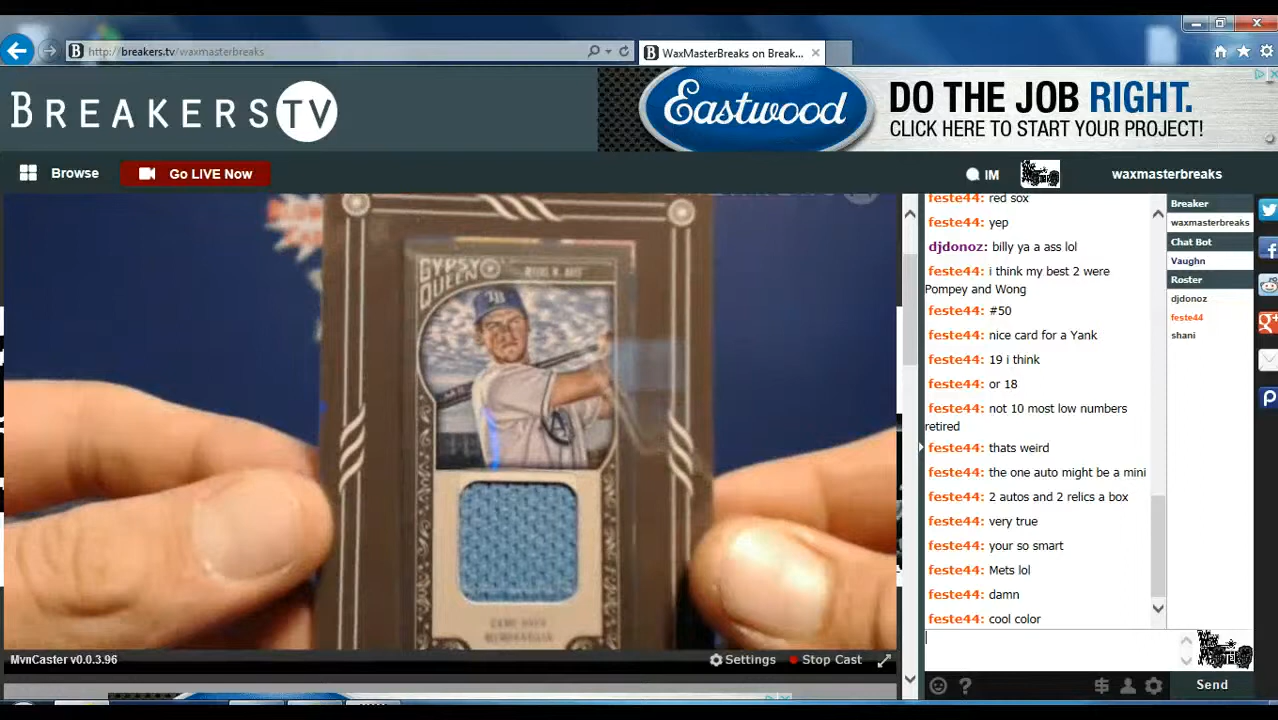 http://breakers.tv/waxmasterbreaks
B WaxMasterBreaks on Break...
BREAKERS TV
Eastwood
DO THE JOB RIGHT.
CLICK HERE TO START YOUR PROJECT!
Browse
Go LIVE Now
IM
waxmasterbreaks
GYPSY
QUEEN
TB
MvnCaster v0.0.3.96
Settings
Stop Cast
red sox
feste44: yep
djdonoz: billy ya a ass lol
feste44: i think my best 2 were
Pompey and Wong
feste44: #50
feste44: nice card for a Yank
feste44: 19 i think
feste44: or 18
feste44: not 10 most low numbers
retired
feste44: thats weird
feste44: the one auto might be a mini
feste44: 2 autos and 2 relics a box
feste44: very true
feste44: your so smart
feste44: Mets lol
feste44: damn
feste44: cool color
Send
Breaker
waxmasterbreaks
Chat Bot
Vaughn
Roster
djdonoz
feste44
shani